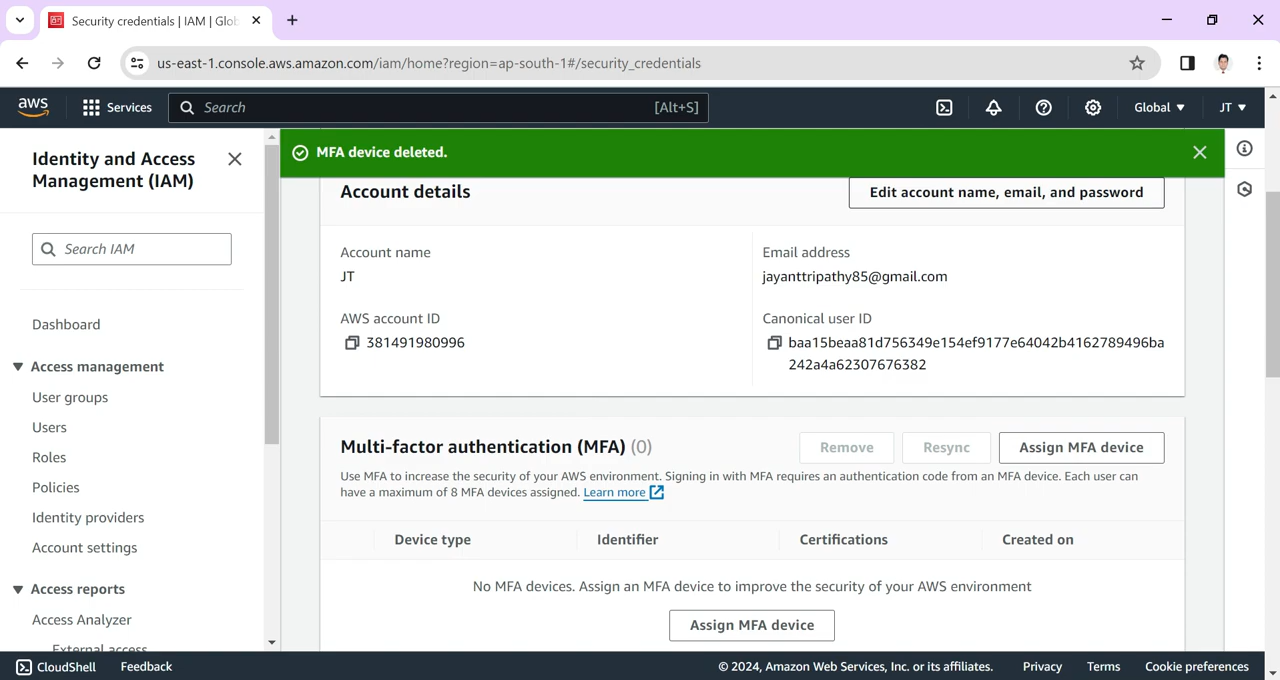 Security credentials | IAM | Glob
us-east-1.console.aws.amazon.com/iam/home?region=ap-south-1#/security_credentials
aws
Services
Search
[Alt+S]
Global
JT
Identity and Access
Management (IAM)
MFA device deleted.
Account details
Edit account name, email, and password
Search IAM
Account name
Email address
JT
jayanttripathy85@gmail.com
AWS account ID
Canonical user ID
381491980996
baa15beaa81d756349e154ef9177e64042b4162789496ba
242a4a62307676382
Dashboard
Access management
User groups
Users
Roles
Policies
Identity providers
Account settings
Access reports
Access Analyzer
External access
Multi-factor authentication (MFA) (0)
Remove
Resync
Assign MFA device
Use MFA to increase the security of your AWS environment. Signing in with MFA requires an authentication code from an MFA device. Each user can
have a maximum of 8 MFA devices assigned. Learn more
Device type
Identifier
Certifications
Created on
No MFA devices. Assign an MFA device to improve the security of your AWS environment
Assign MFA device
CloudShell
Feedback
© 2024, Amazon Web Services, Inc. or its affiliates.
Privacy
Terms
Cookie preferences